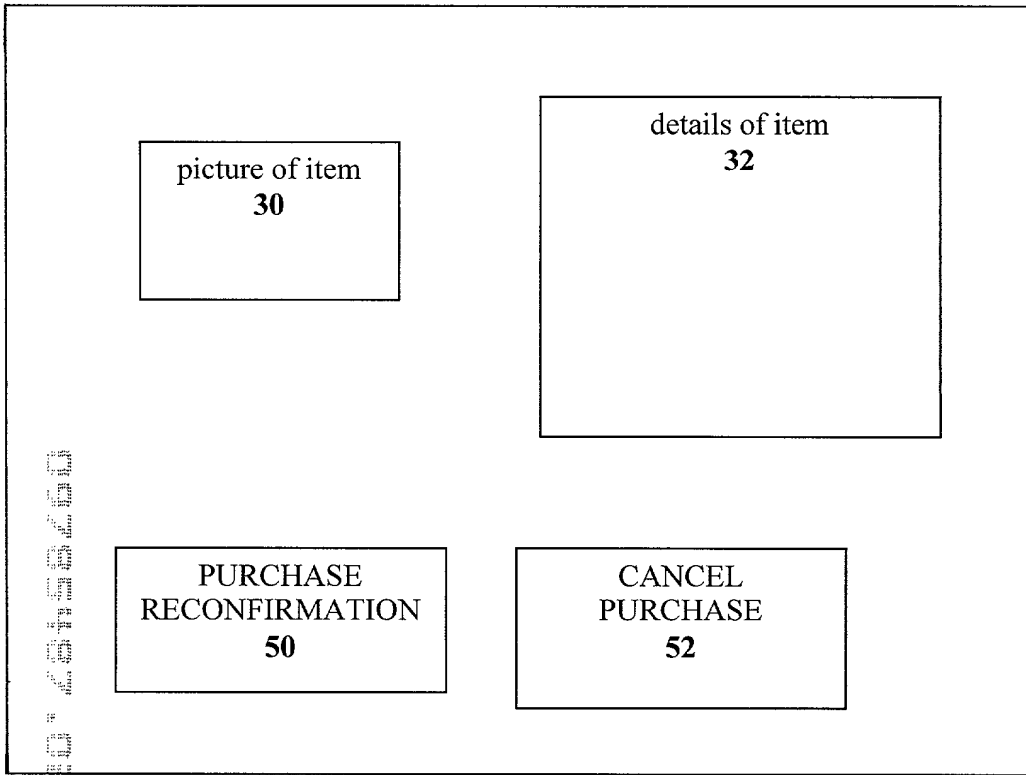 picture of item
30
details of item
32
PURCHASE
RECONFIRMATION
50
CANCEL
PURCHASE
52